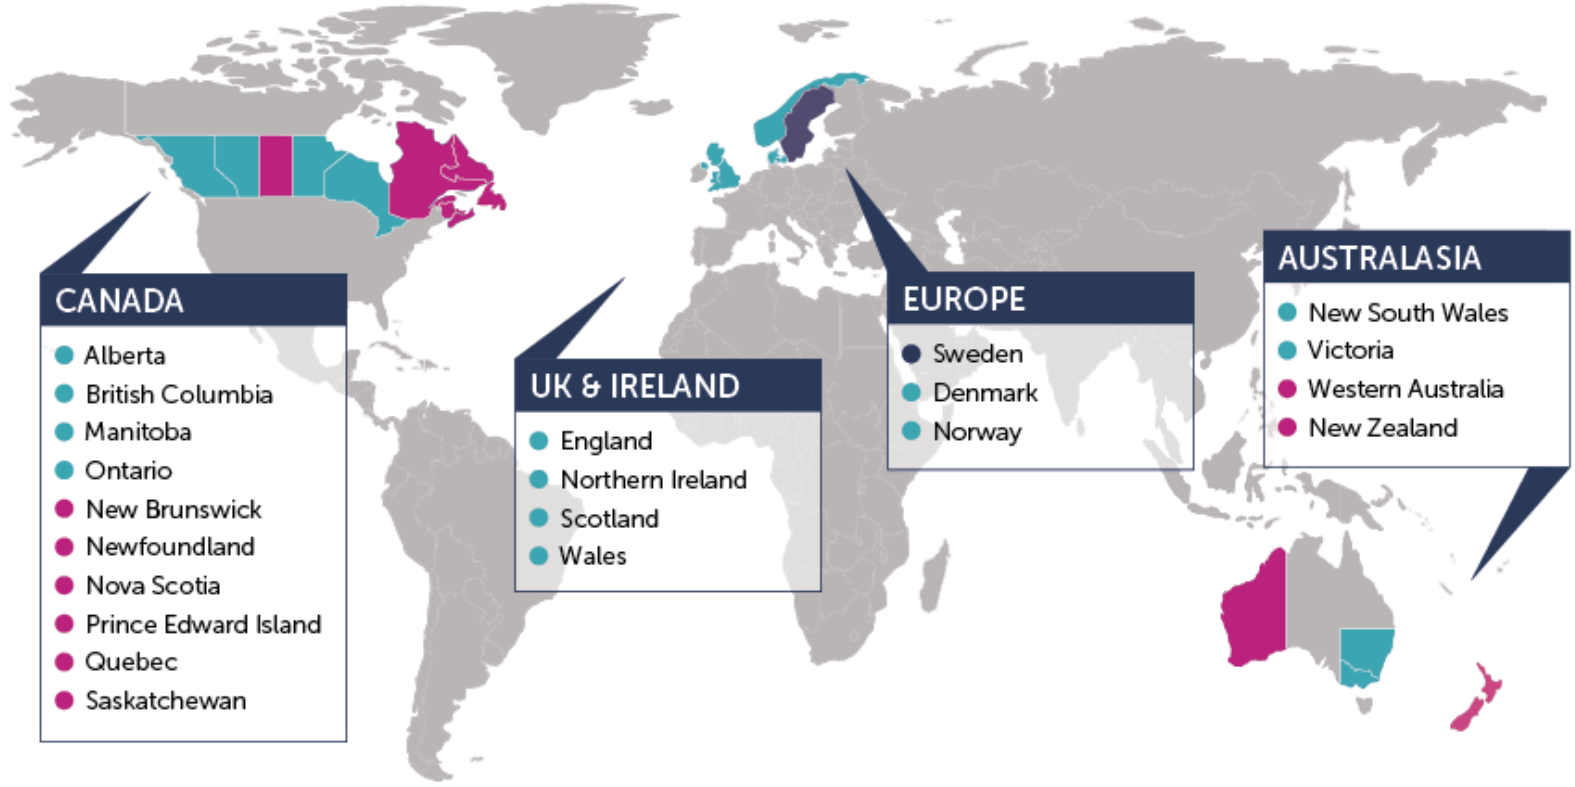 CANADA
Alberta
British Columbia
Manitoba
Ontario
New Brunswick
Newfoundland
Nova Scotia
Prince Edward Island
Quebec
Saskatchewan
UK & IRELAND
England
Northern Ireland
Scotland
Wales
EUROPE
Sweden
Denmark
Norway
AUSTRALASIA
New South Wales
Victoria
Western Australia
New Zealand